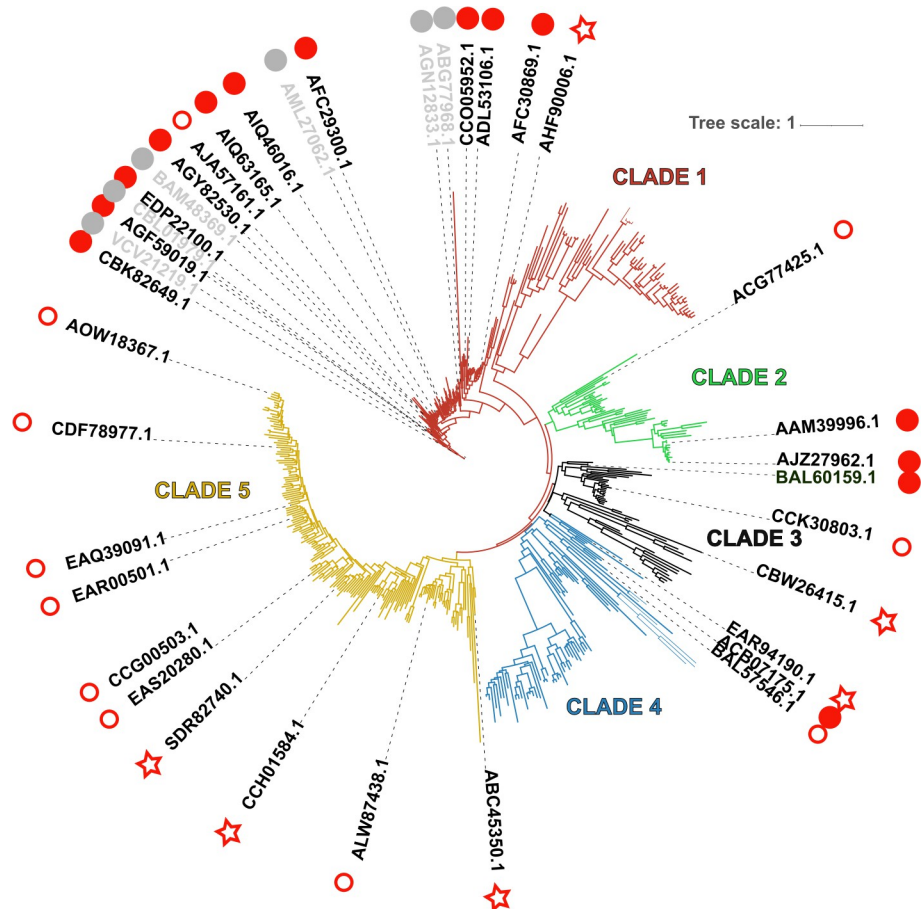 AGN12833.1
ABG77968.1
CCO05952.1
ADL53106.1
AFC30869.1
AHF90006.1
AFC29300.1
AML27062.1
AIQ46016.1
AIQ63165.1
AJA57161.1
AGY82530.1
BAM48369.1
EDP22100.1
AGF59019.1
VCV21219.1
CBK82649.1
Tree scale: 1
CLADE 1
ACG77425.1
CLADE 2
AAM39996.1
AJZ27962.1
BAL60159.1
CCK30803.1
CLADE 3
CBW26415.1
EAR94190.1
ACB07175.1
BAL57546.1
CLADE 4
ABC45350.1
ALW87438.1
CCH01584.1
SDR82740.1
EAS20280.1
CCG00503.1
EAR00501.1
EAQ39091.1
CLADE 5
CDF78977.1
AOW18367.1